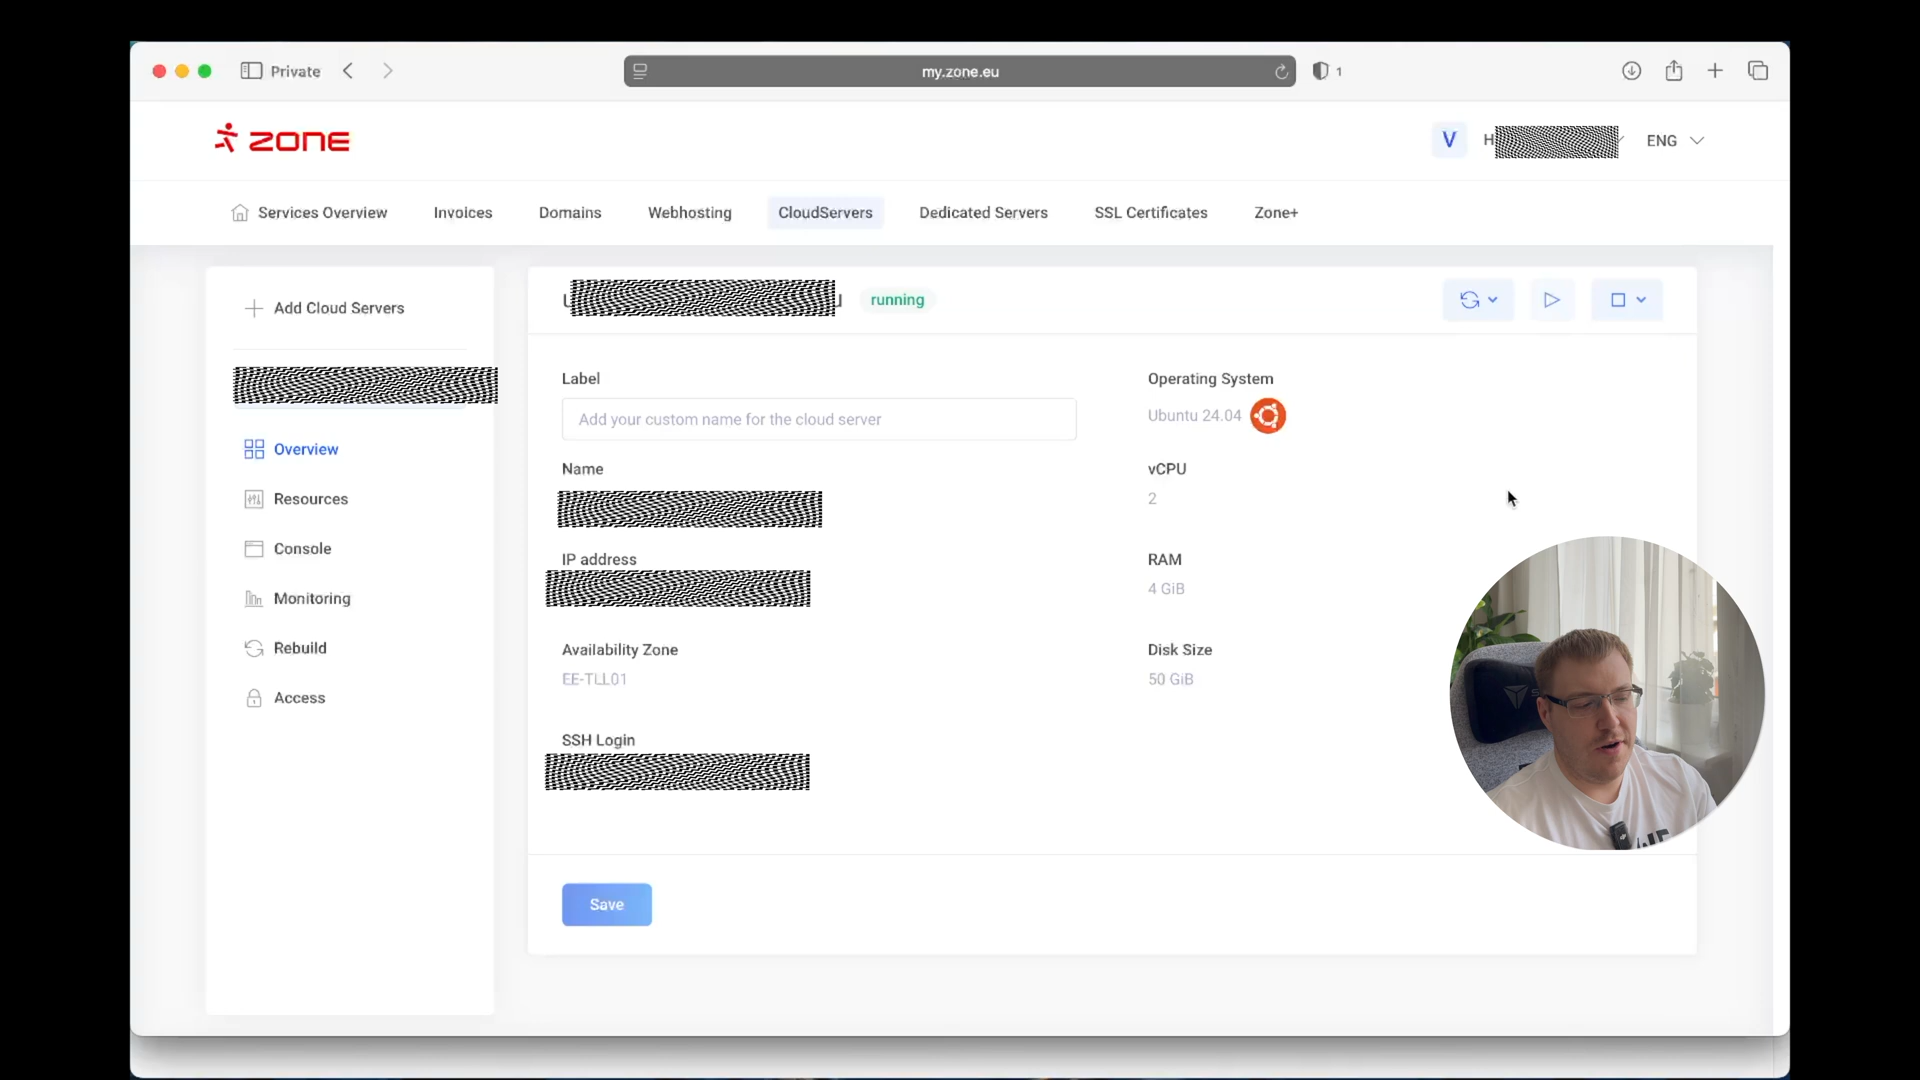 Private
my.zone.eu
1
ZONE
V
H
ENG
Services Overview
Invoices
Domains
Webhosting
CloudServers
Dedicated Servers
SSL Certificates
Zone+
Add Cloud Servers
Overview
Resources
Console
Monitoring
Rebuild
Access
running
Label
Add your custom name for the cloud server
Name
IP address
Availability Zone
EE-TLL01
SSH Login
Operating System
Ubuntu 24.04
vCPU
2
RAM
4 GiB
Disk Size
50 GiB
Save